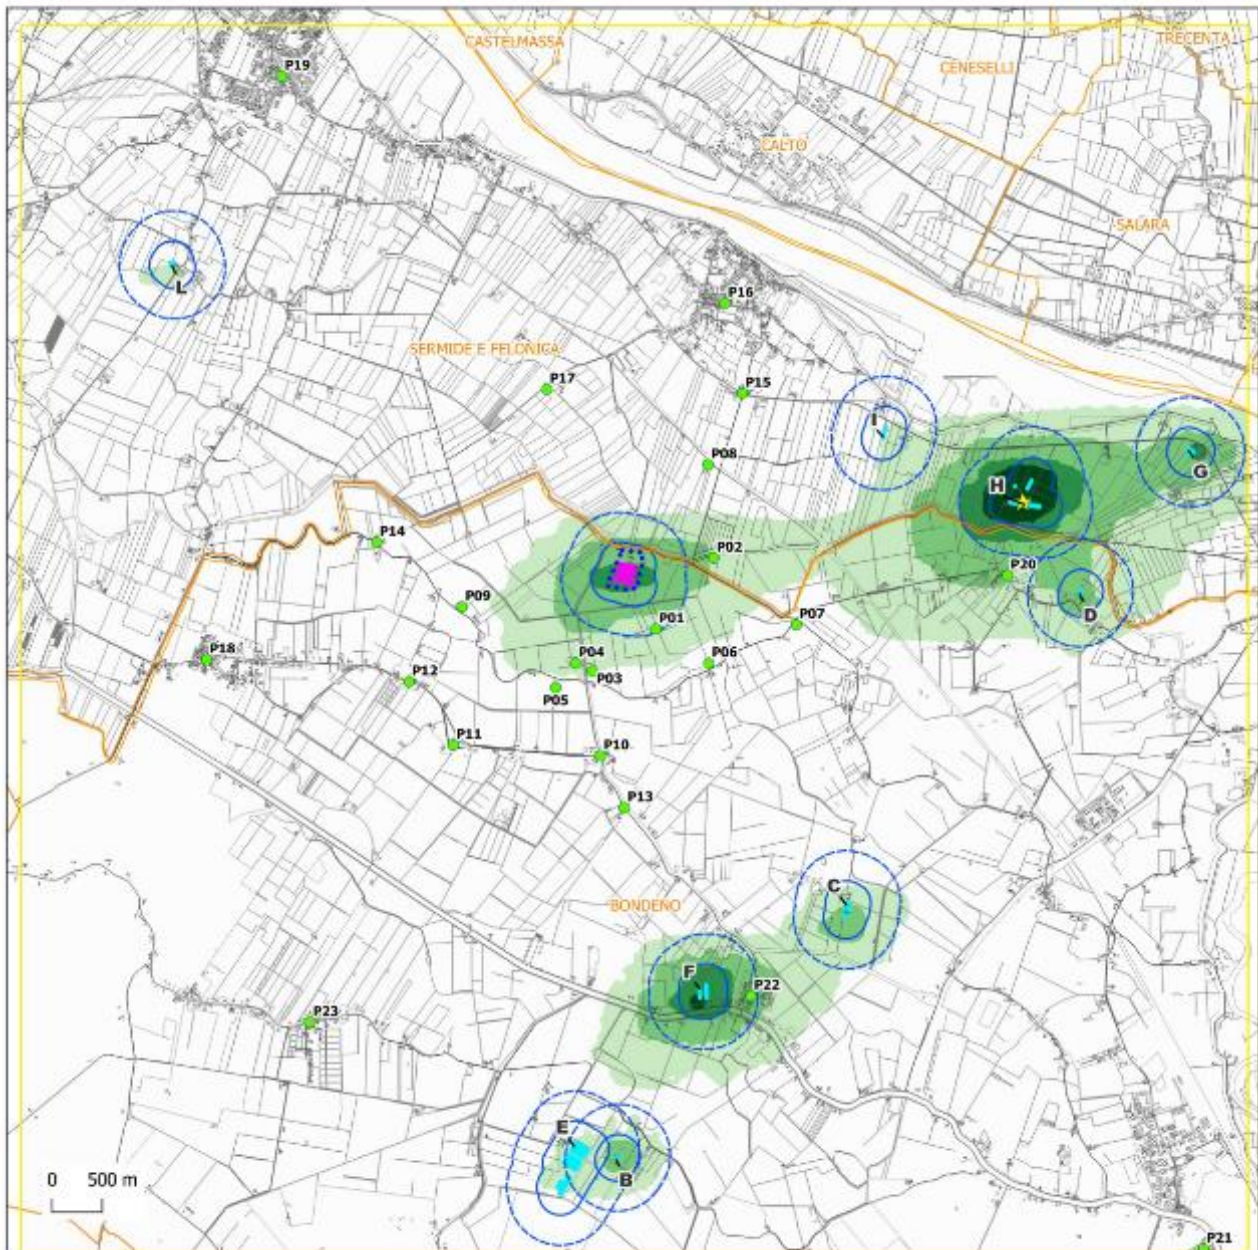 CASTELMASSA
TRECENTA
CENESELLI
P19
CALTO
SALARA
L
P16
SERMIDE E FELONICA
P17
P15
I
P08
G
H
P14
P02
P20
P09
D
P01
P07
P18
P04
P06
P03
P12
P05
P11
P10
P13
C
BONDENO
F
P22
P23
E
B
0 500 m
P21